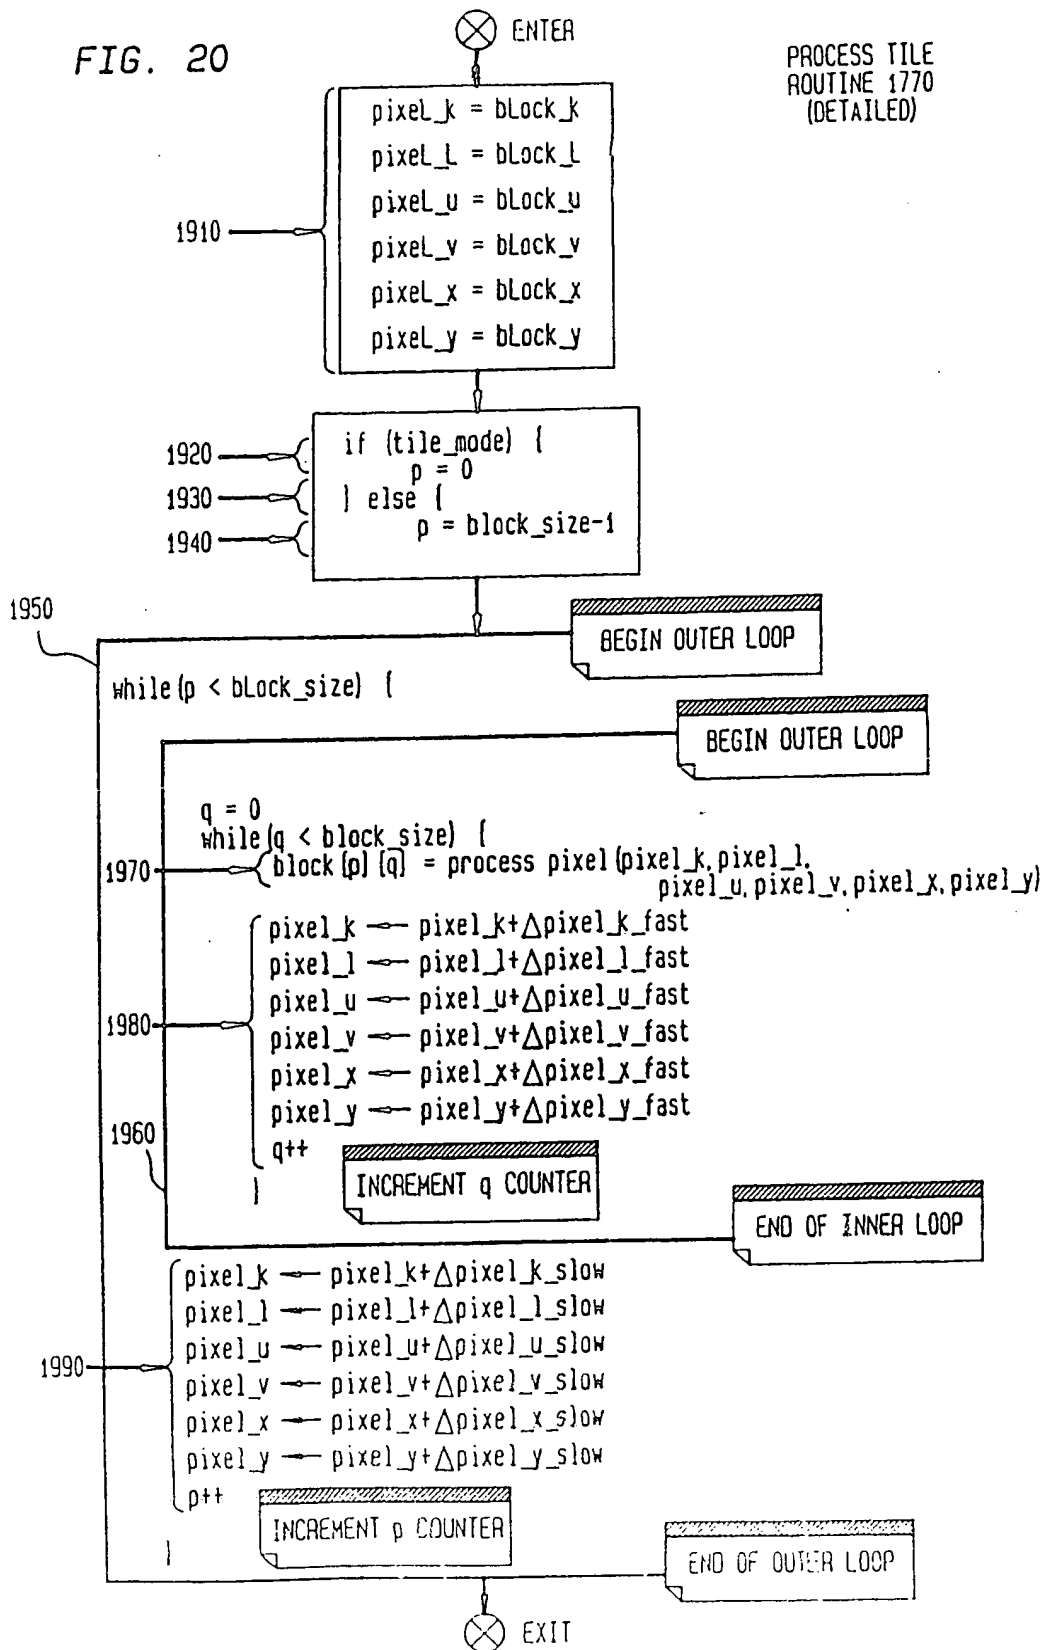 FIG. 20
ENTER
PROCESS TILE
ROUTINE 1770
(DETAILED)
pixel_k = block_k
pixel_l = block_l
pixel_u = block_u
pixel_v = block_v
pixel_x = block_x
pixel_y = block_y
1910
1920
if (tile_mode) {
p = 0
1930
} else {
1940
p = block_size-1
1950
BEGIN OUTER LOOP
while(p < block_size) {
BEGIN OUTER LOOP
q = 0
while(q < block_size) {
1970
block(p)(q) = process pixel(pixel_k, pixel_l,
pixel_u, pixel_v, pixel_x, pixel_y)
pixel_k ← pixel_k+Δpixel_k_fast
pixel_l ← pixel_l+Δpixel_l_fast
pixel_u ← pixel_u+Δpixel_u_fast
1980
pixel_v ← pixel_v+Δpixel_v_fast
pixel_x ← pixel_x+Δpixel_x_fast
pixel_y ← pixel_y+Δpixel_y_fast
1960
q++
INCREMENT q COUNTER
}
END OF INNER LOOP
pixel_k ← pixel_k+Δpixel_k_slow
pixel_l ← pixel_l+Δpixel_l_slow
pixel_u ← pixel_u+Δpixel_u_slow
1990
pixel_v ← pixel_v+Δpixel_v_slow
pixel_x ← pixel_x+Δpixel_x_slow
pixel_y ← pixel_y+Δpixel_y_slow
p++
INCREMENT p COUNTER
}
END OF OUTER LOOP
EXIT